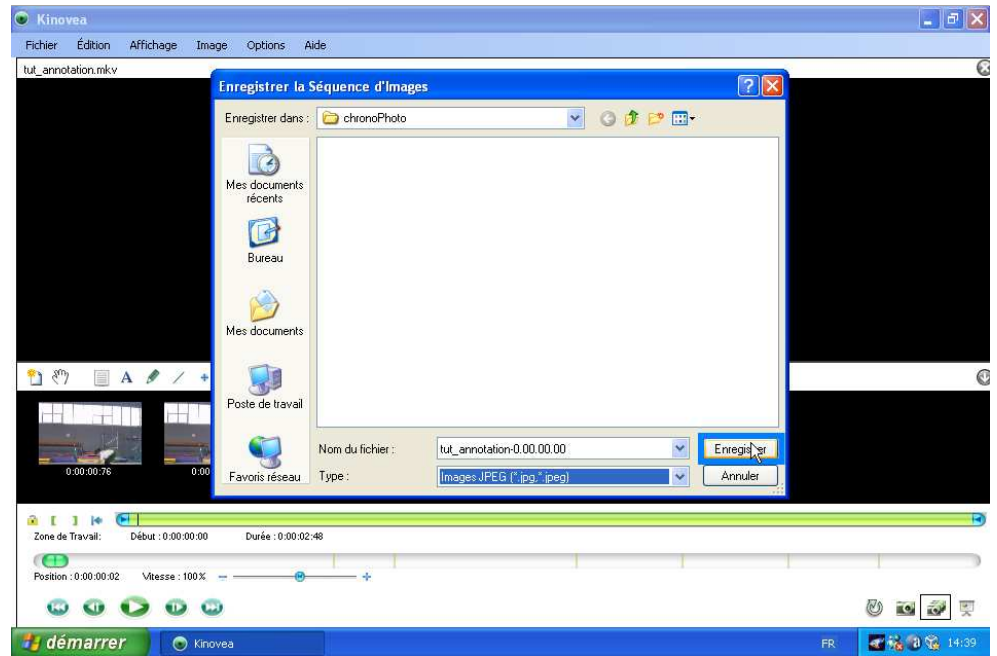 Kinovea
Fichier Édition Affichage Image Options Aide
tut_annotation.mkv
Enregistrer la Séquence d'Images
Enregistrer dans : chronoPhoto
Mes documents
récents
Bureau
Mes documents
Poste de travail
Favoris réseau
Nom du fichier : tut_annotation-0.00.00.00 Enregistrer
Type : Images JPEG (*.jpg,*.jpeg) Annuler
A
0:00:00:76 0:00
Zone de Travail: Début : 0:00:00:00 Durée : 0:00:02:48
Position : 0:00:00:02 Vitesse : 100 %
démarrer Kinovea FR 14:39